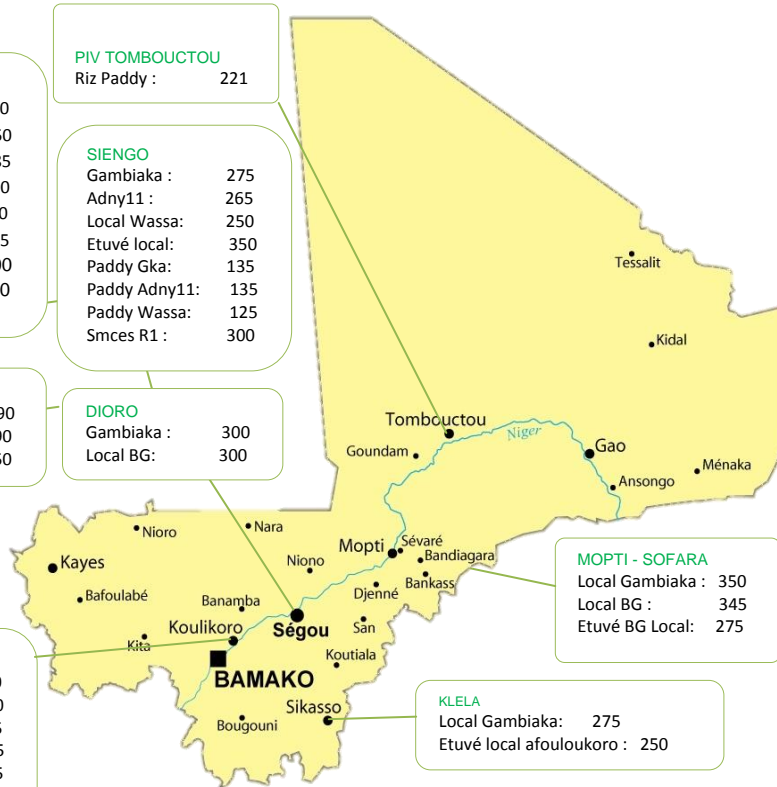 PIV TOMBOUCTOU
Riz Paddy : 221
SIENGO
Gambiaka : 275
Adny11 : 265
Local Wassa: 250
Etuvé local: 350
Paddy Gka: 135
Paddy Adny11: 135
Paddy Wassa: 125
Smces R1 : 300
DIORO
Gambiaka : 300
Local BG: 300
Tessalit
Kidal
Tombouctou
Niger
Goundam
Gao
Ménaka
Ansongo
Nioro
Nara
Mopti
Sévaré
Bandiagara
Kayes
Niono
Bankass
Djenné
Bafoulabé
Banamba
Ségou
San
Koulikoro
Kita
Koutiala
BAMAKO
Sikasso
Bougouni
MOPTI - SOFARA
Local Gambiaka : 350
Local BG : 345
Etuvé BG Local: 275
KLELA
Local Gambiaka: 275
Etuvé local afouloukoro : 250